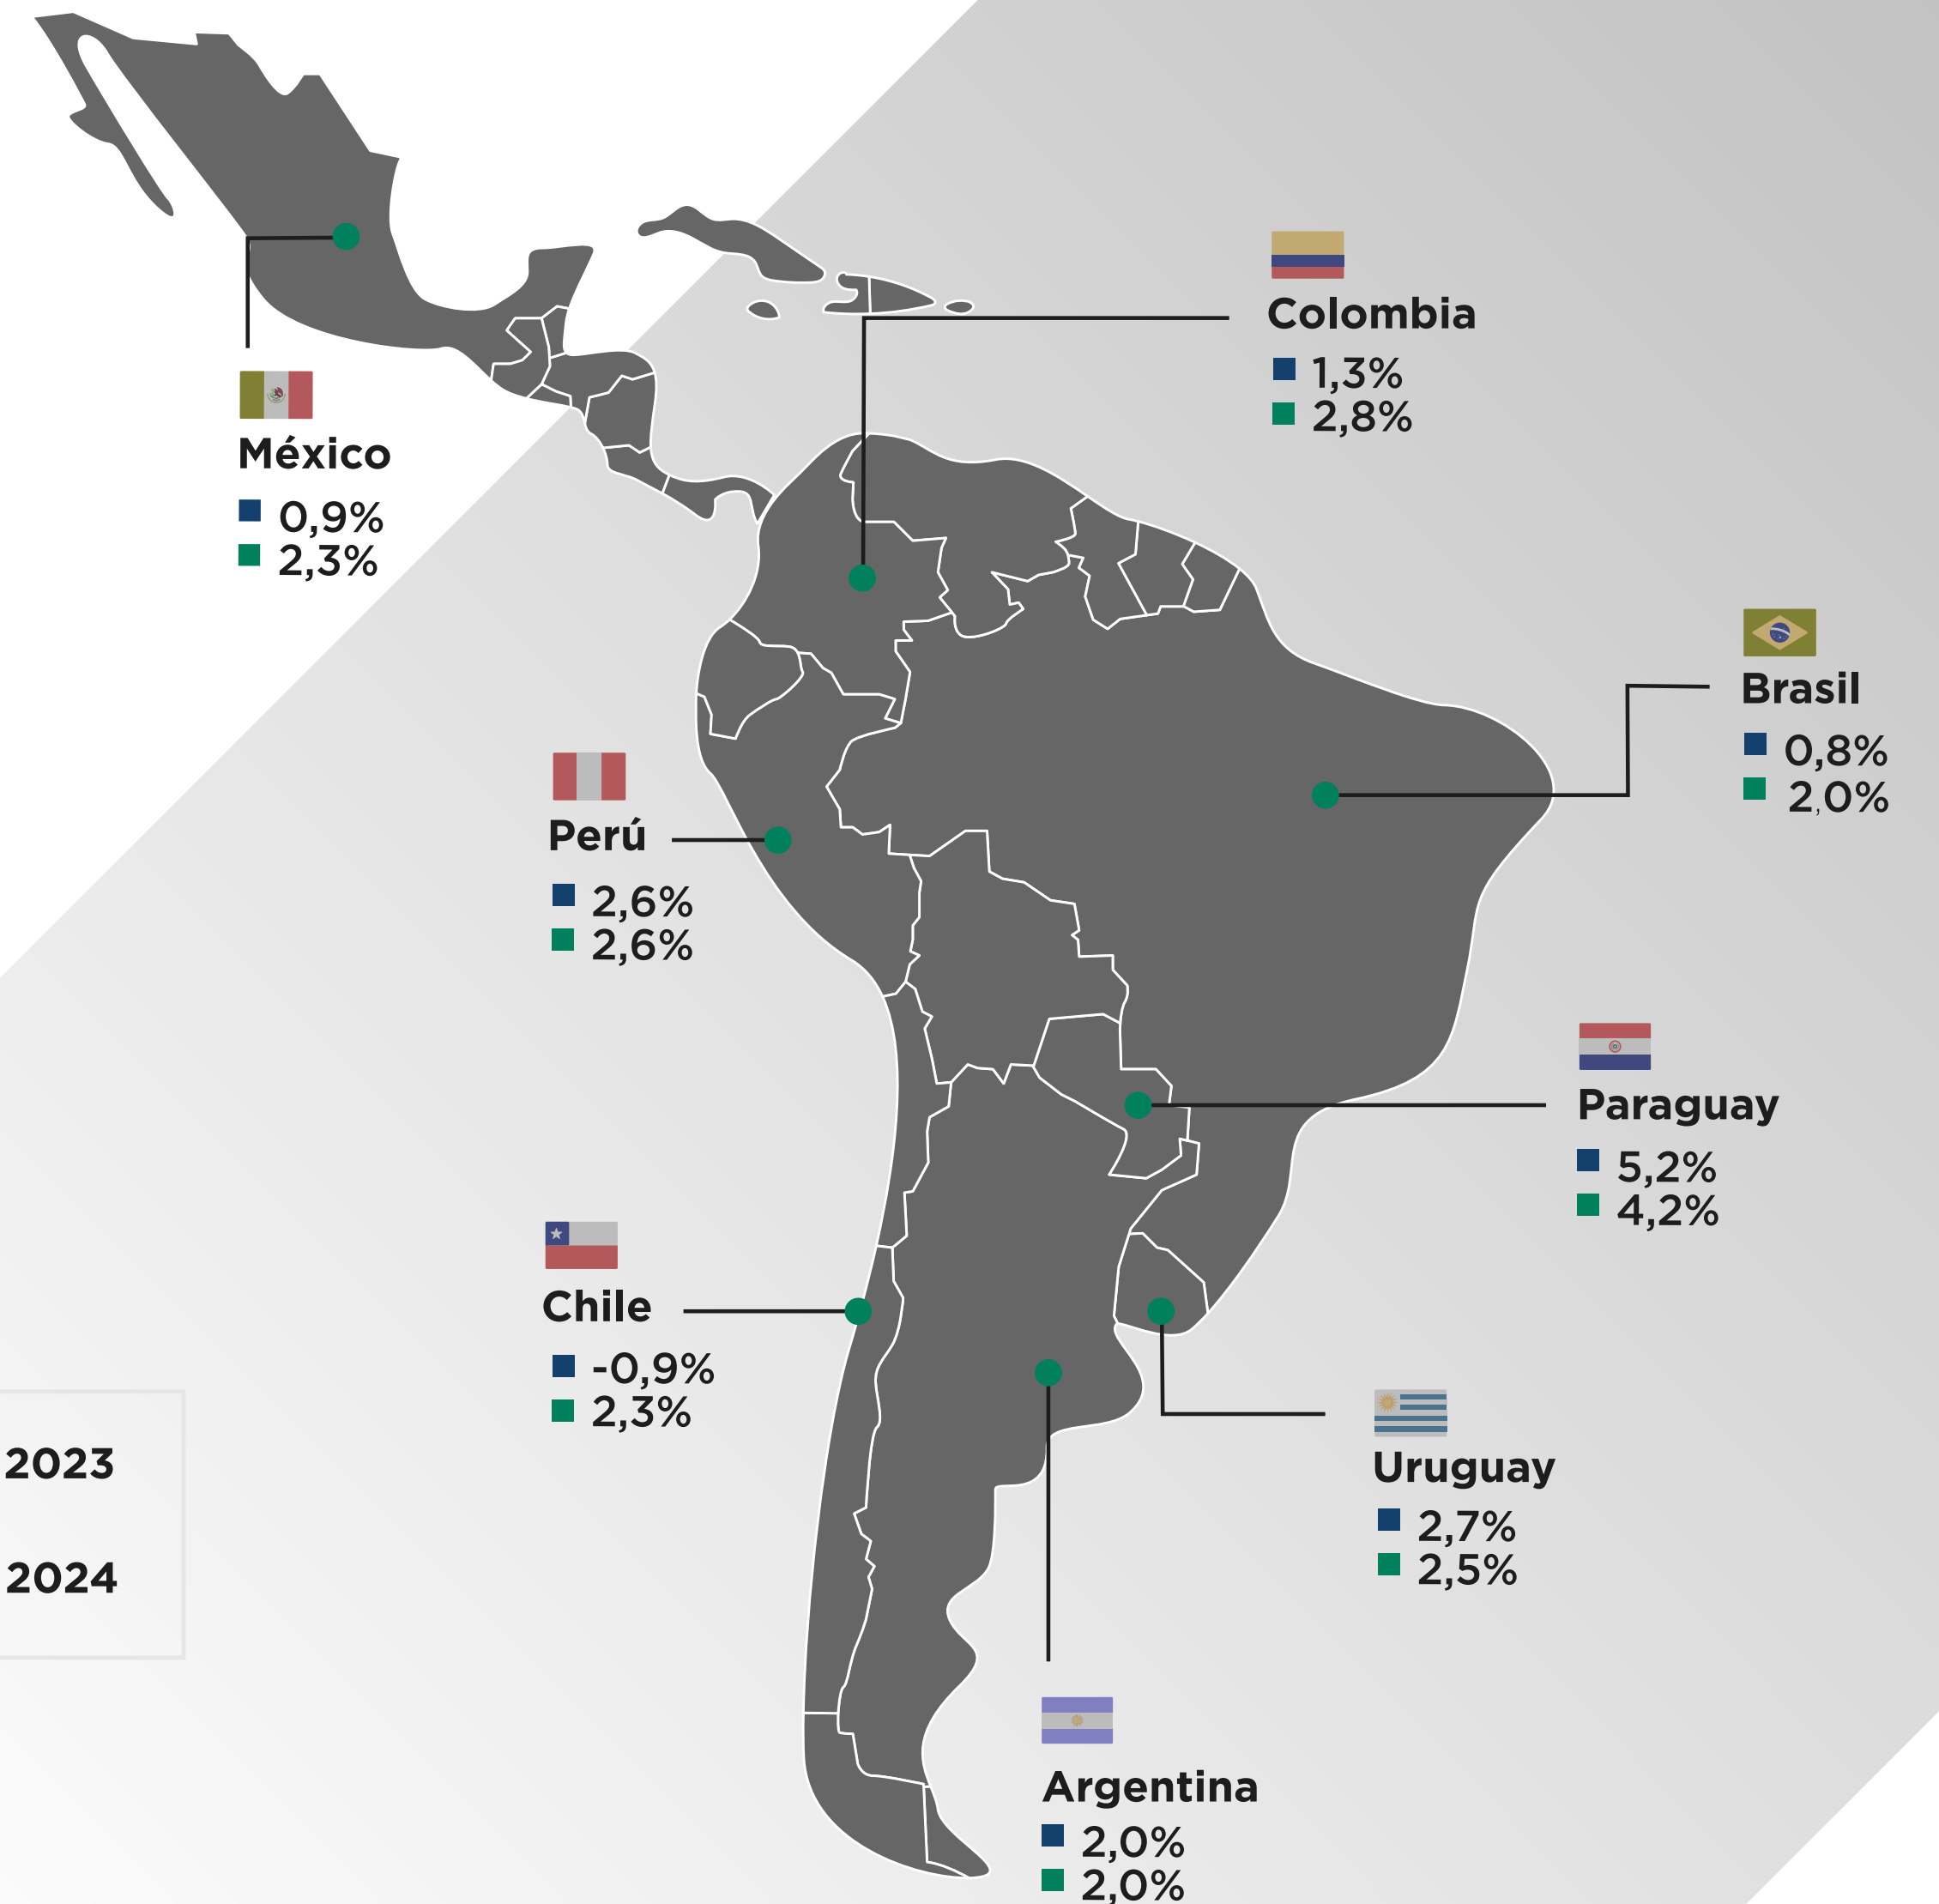 Colombia
1,3%
2,8%
México
0,9%
2,3%
Brasil
0,8%
2,0%
Perú
2,6%
2,6%
Paraguay
5,2%
4,2%
Chile
-0,9%
2,3%
2023
2024
Uruguay
2,7%
2,5%
Argentina
2,0%
2,0%